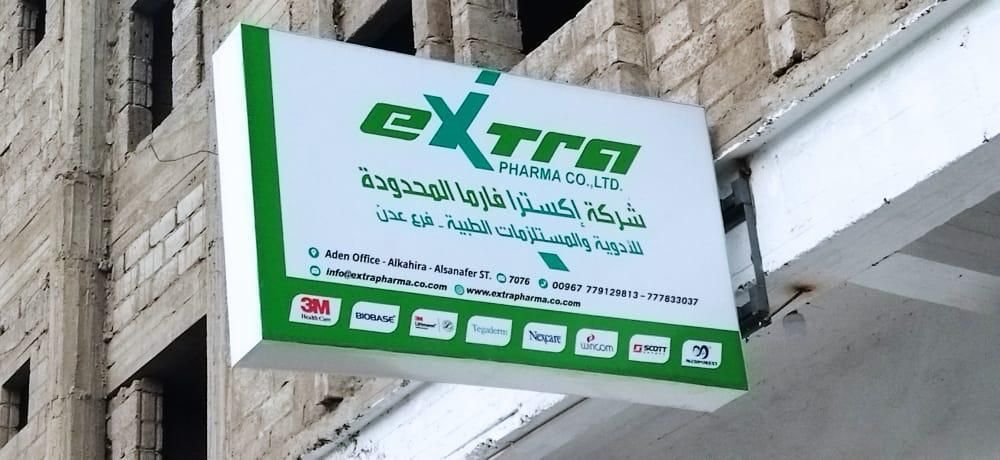 extra
PHARMA CO.,LTD.
شركة إكسترا فارما المحدودة
للأدوية والمستلزمات الطبية - فرع عدن
Aden Office - Alkahira - Alsanafer ST. 7076 00967 779129813 - 777833037
info@extrapharma.co.com www.extrapharma.co.com
3M Health Care BIOBASE 3M Littmann Tegaderm Nexcare WINCOM SCOTT